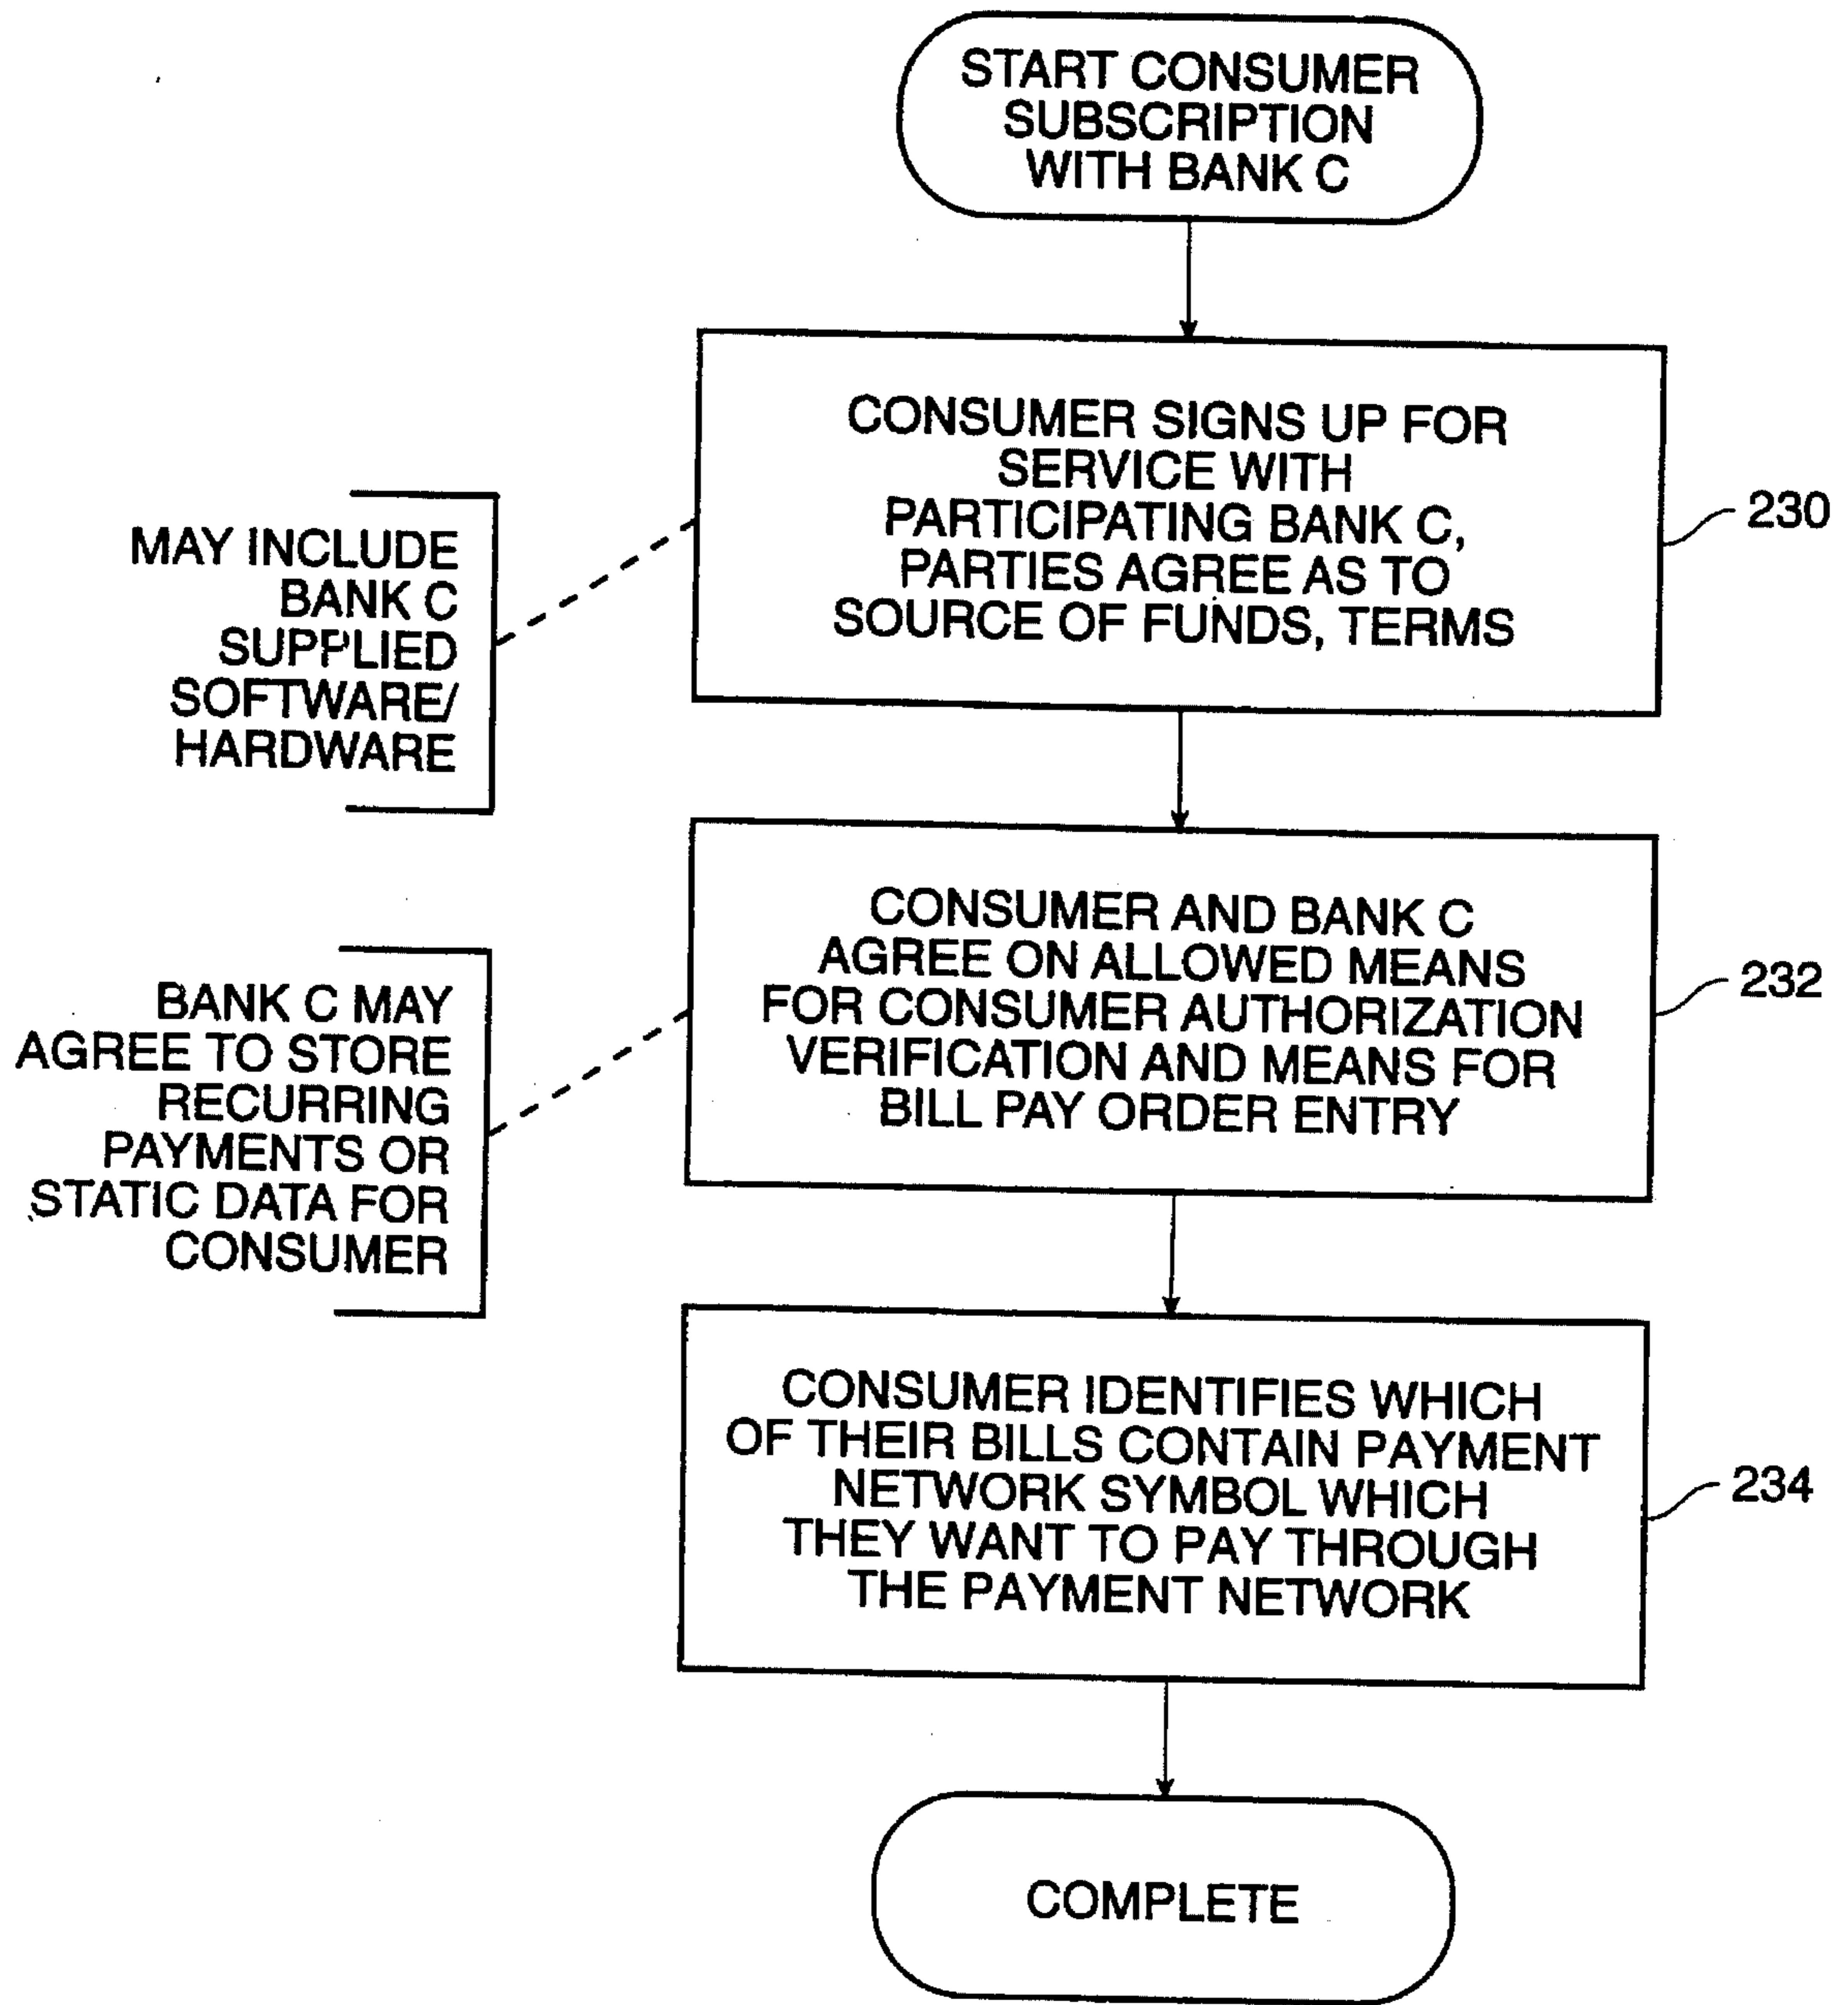 START CONSUMER
SUBSCRIPTION
WITH BANK C
CONSUMER SIGNS UP FOR
SERVICE WITH
PARTICIPATING BANK C,
PARTIES AGREE AS TO
SOURCE OF FUNDS, TERMS
230
MAY INCLUDE
BANK C
SUPPLIED
SOFTWARE/
HARDWARE
CONSUMER AND BANK C
AGREE ON ALLOWED MEANS
FOR CONSUMER AUTHORIZATION
VERIFICATION AND MEANS FOR
BILL PAY ORDER ENTRY
232
BANK C MAY
AGREE TO STORE
RECURRING
PAYMENTS OR
STATIC DATA FOR
CONSUMER
CONSUMER IDENTIFIES WHICH
OF THEIR BILLS CONTAIN PAYMENT
NETWORK SYMBOL WHICH
THEY WANT TO PAY THROUGH
THE PAYMENT NETWORK
234
COMPLETE